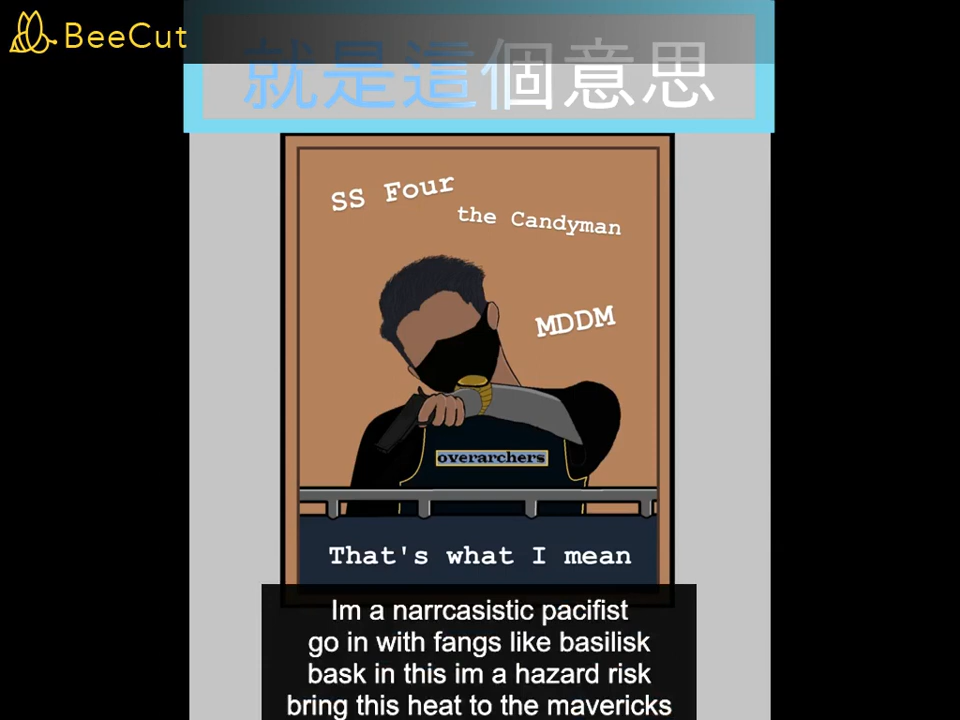 BeeCut
就是這個意思
SS Four
the Candyman
MDDM
overarchers
That's what I mean
Im a narrcasistic pacifist
go in with fangs like basilisk
bask in this im a hazard risk
bring this heat to the mavericks